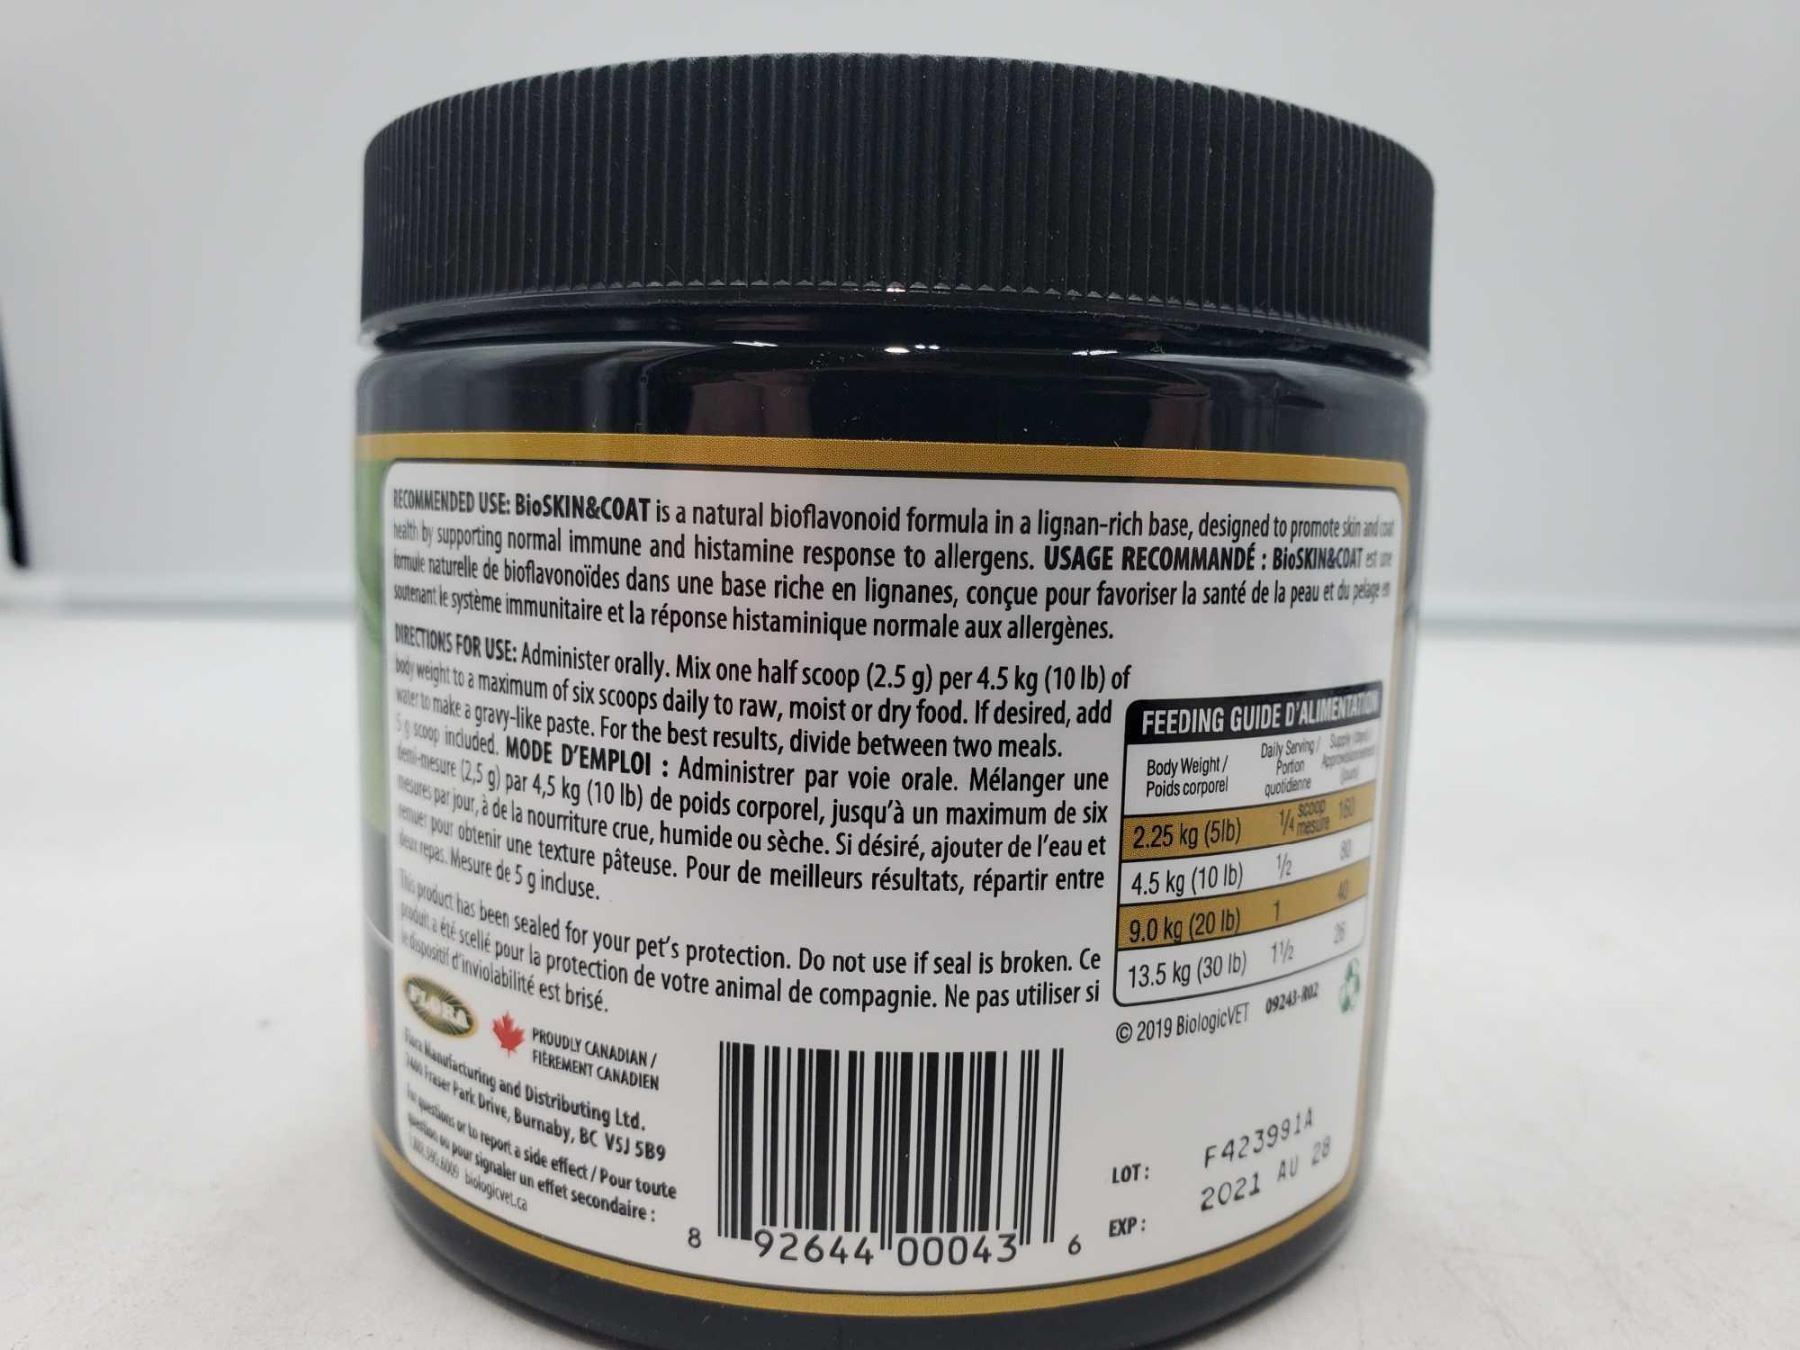 RECOMMENDED USE: BioSKIN&COAT is a natural bioflavonoid formula in a lignan-rich base, designed to promote skin and coat
health by supporting normal immune and histamine response to allergens. USAGE RECOMMANDÉ : BioSKIN&COAT est une
formule naturelle de bioflavonoïdes dans une base riche en lignanes, conçue pour favoriser la santé de la peau et du pelage en
soutenant le système immunitaire et la réponse histaminique normale aux allergènes.
DIRECTIONS FOR USE: Administer orally. Mix one half scoop (2.5 g) per 4.5 kg (10 lb) of
body weight to a maximum of six scoops daily to raw, moist or dry food. If desired, add
water to make a gravy-like paste. For the best results, divide between two meals.
5 g scoop included. MODE D'EMPLOI : Administrer par voie orale. Mélanger une
demi-mesure (2,5 g) par 4,5 kg (10 lb) de poids corporel, jusqu'à un maximum de six
mesures par jour, à de la nourriture crue, humide ou sèche. Si désiré, ajouter de l'eau et
remuer pour obtenir une texture pâteuse. Pour de meilleurs résultats, répartir entre
deux repas. Mesure de 5 g incluse.
This product has been sealed for your pet's protection. Do not use if seal is broken. Ce
produit a été scellé pour la protection de votre animal de compagnie. Ne pas utiliser si
le dispositif d'inviolabilité est brisé.
FEEDING GUIDE D'ALIMENTATION
Body Weight / Poids corporel
Daily Serving / Portion quotidienne
Supply (days) / Approvisionnement (jours)
2.25 kg (5lb) 1/4 scoop mesure 160
4.5 kg (10 lb) 1/2 80
9.0 kg (20 lb) 1 40
13.5 kg (30 lb) 1 1/2 26
© 2019 BiologicVET 09243-R02
FLORA
PROUDLY CANADIAN /
FIÈREMENT CANADIEN
Flora Manufacturing and Distributing Ltd.
7400 Fraser Park Drive, Burnaby, BC V5J 5B9
For questions or to report a side effect / Pour toute
question ou pour signaler un effet secondaire :
biologicvet.ca
8 92644 00043 6
LOT: F423991A
EXP: 2021 AU 28